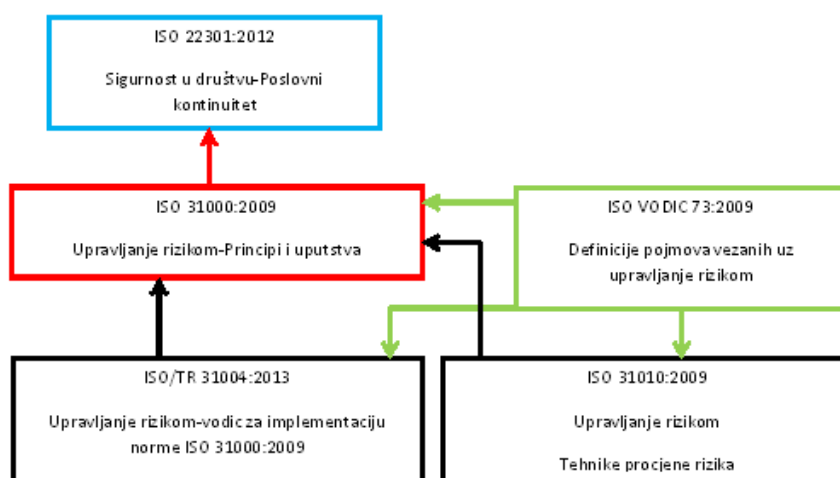 ISO 22301:2012
Sigurnost u društvu-Poslovni
kontinuitet
ISO 31000:2009
Upravljanje rizikom-Principi i uputstva
ISO VODIC 73:2009
Definicije pojmova vezanih uz
upravljanje rizikom
ISO/TR 31004:2013
Upravljanje rizikom-vodic za implementaciju
norme ISO 31000:2009
ISO 31010:2009
Upravljanje rizikom
Tehnike procjene rizika